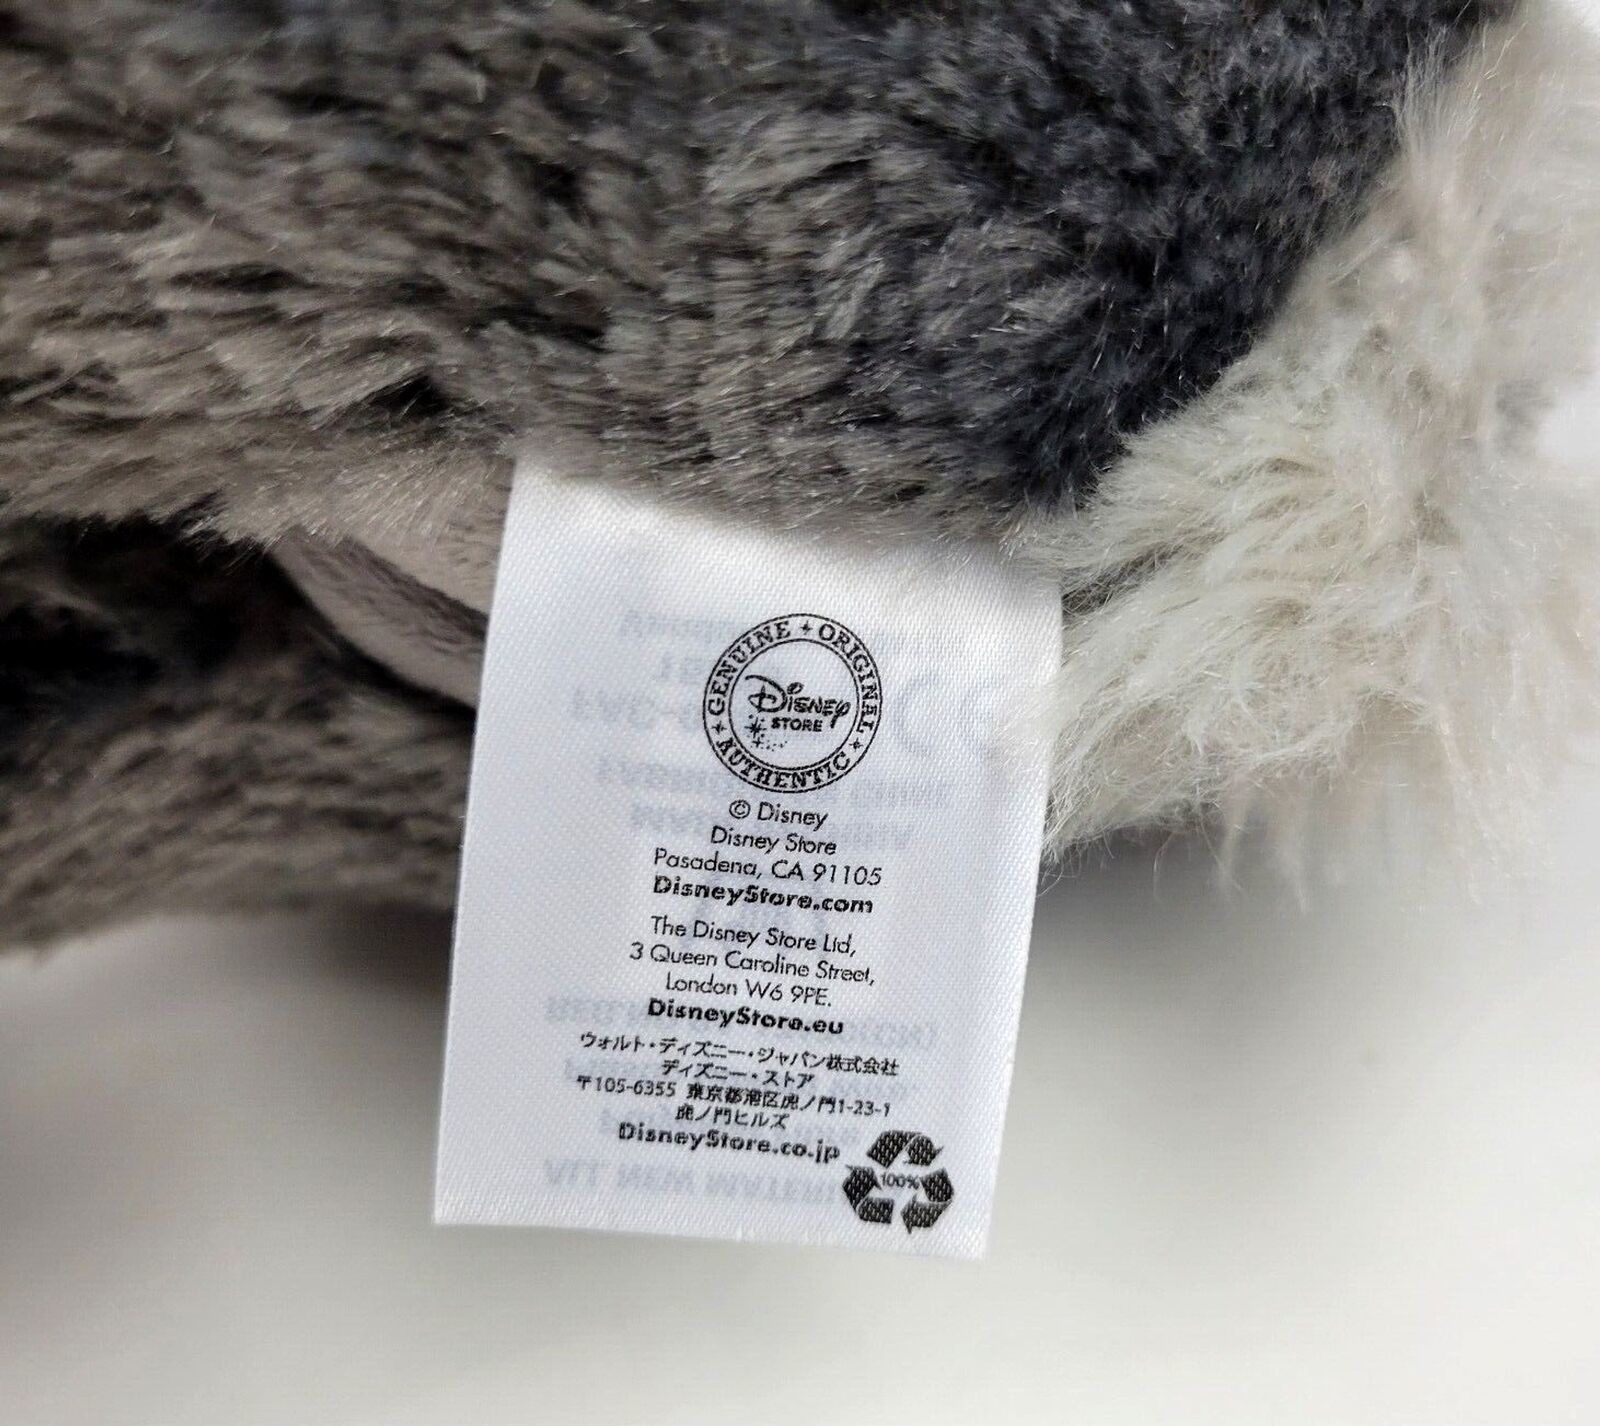 GENUINE ORIGINAL
Disney
STORE
AUTHENTIC
© Disney
Disney Store
Pasadena, CA 91105
DisneyStore.com
The Disney Store Ltd,
3 Queen Caroline Street,
London W6 9PE.
DisneyStore.eu
ウォルト・ディズニー・ジャパン株式会社
ディズニー・ストア
〒105-6355 東京都港区虎ノ門1-23-1
虎ノ門ヒルズ
DisneyStore.co.jp
100%